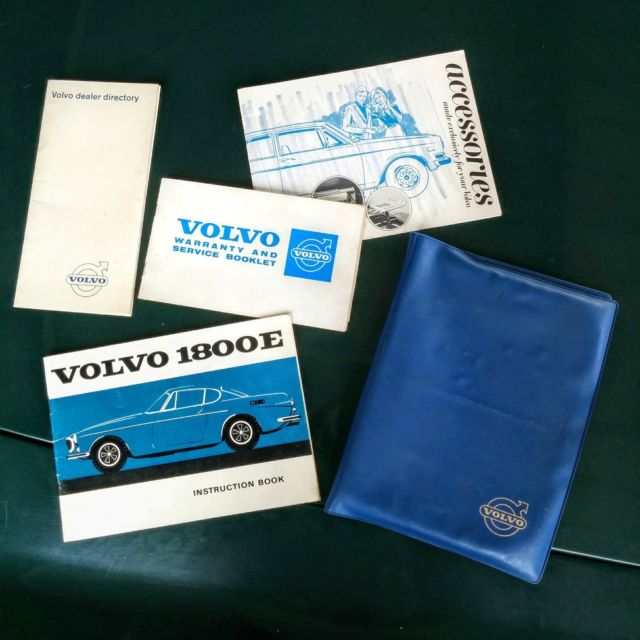 Volvo dealer directory
VOLVO
accessories
made exclusively for your Volvo
VOLVO
WARRANTY AND
SERVICE BOOKLET
VOLVO
VOLVO 1800E
INSTRUCTION BOOK
VOLVO